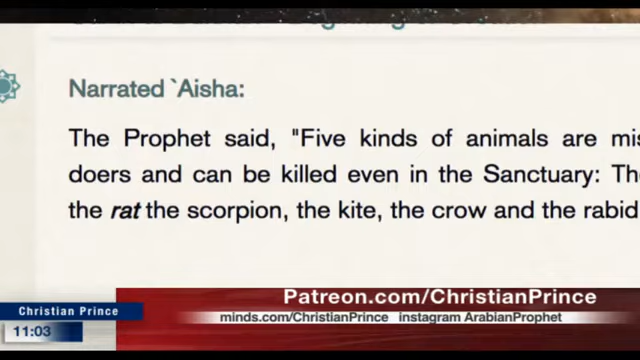 Narrated `Aisha:
The Prophet said, "Five kinds of animals are
doers and can be killed even in the Sanctuary:
the rat the scorpion, the kite, the crow and the rabid
Patreon.com/ChristianPrince
Christian Prince
minds.com/ChristianPrince instagram ArabianProphet
11:03